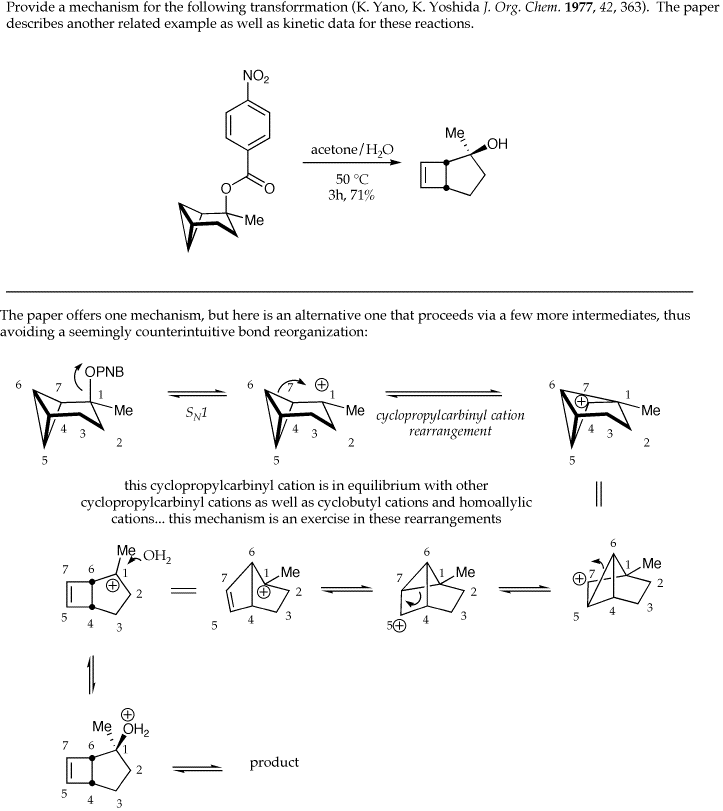 Provide a mechanism for the following transforrmation (K. Yano, K. Yoshida J. Org. Chem. 1977, 42, 363). The paper
describes another related example as well as kinetic data for these reactions.
NO2
acetone/H2O
50 °C
3h, 71%
O
O
Me
Me
OH
The paper offers one mechanism, but here is an alternative one that proceeds via a few more intermediates, thus
avoiding a seemingly counterintuitive bond reorganization:
6
7
OPNB
1
Me
4
3
2
5
SN1
6
7
⊕
1
Me
4
3
2
5
cyclopropylcarbinyl cation
rearrangement
6
7
⊕
1
Me
4
3
2
5
this cyclopropylcarbinyl cation is in equilibrium with other
cyclopropylcarbinyl cations as well as cyclobutyl cations and homoallylic
cations... this mechanism is an exercise in these rearrangements
Me
OH2
7
6
1
⊕
2
5
4
3
6
7
1
Me
⊕
2
5
4
3
6
7
1
Me
2
5⊕
4
3
6
⊕
7
1
Me
2
5
4
3
⊕
Me
OH2
7
6
1
2
5
4
3
product